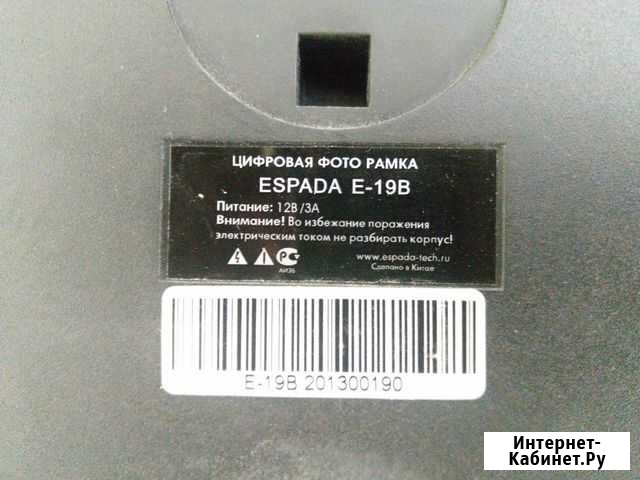 ЦИФРОВАЯ ФОТО РАМКА
ESPADA E-19B
Питание: 12В/3А
Внимание! Во избежание поражения
электрическим током не разбирать корпус!
www.espada-tech.ru
Сделано в Китае
АИ36
E-19B 201300190
Интернет-
Кабинет.Ру